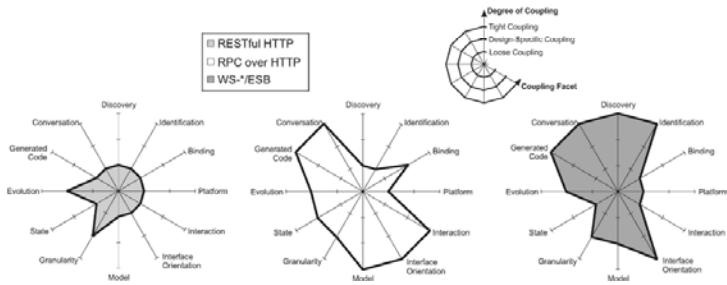 Degree of Coupling
Tight Coupling
Design-Specific Coupling
Loose Coupling
Coupling Facet
RESTful HTTP
RPC over HTTP
WS-*/ESB
Discovery
Conversation
Identification
Generated
Code
Binding
Evolution
Platform
State
Interaction
Granularity
Interface
Orientation
Model
Discovery
Conversation
Identification
Generated
Code
Binding
Evolution
Platform
State
Interaction
Granularity
Interface
Orientation
Model
Discovery
Conversation
Identification
Generated
Code
Binding
Evolution
Platform
State
Interaction
Granularity
Interface
Orientation
Model